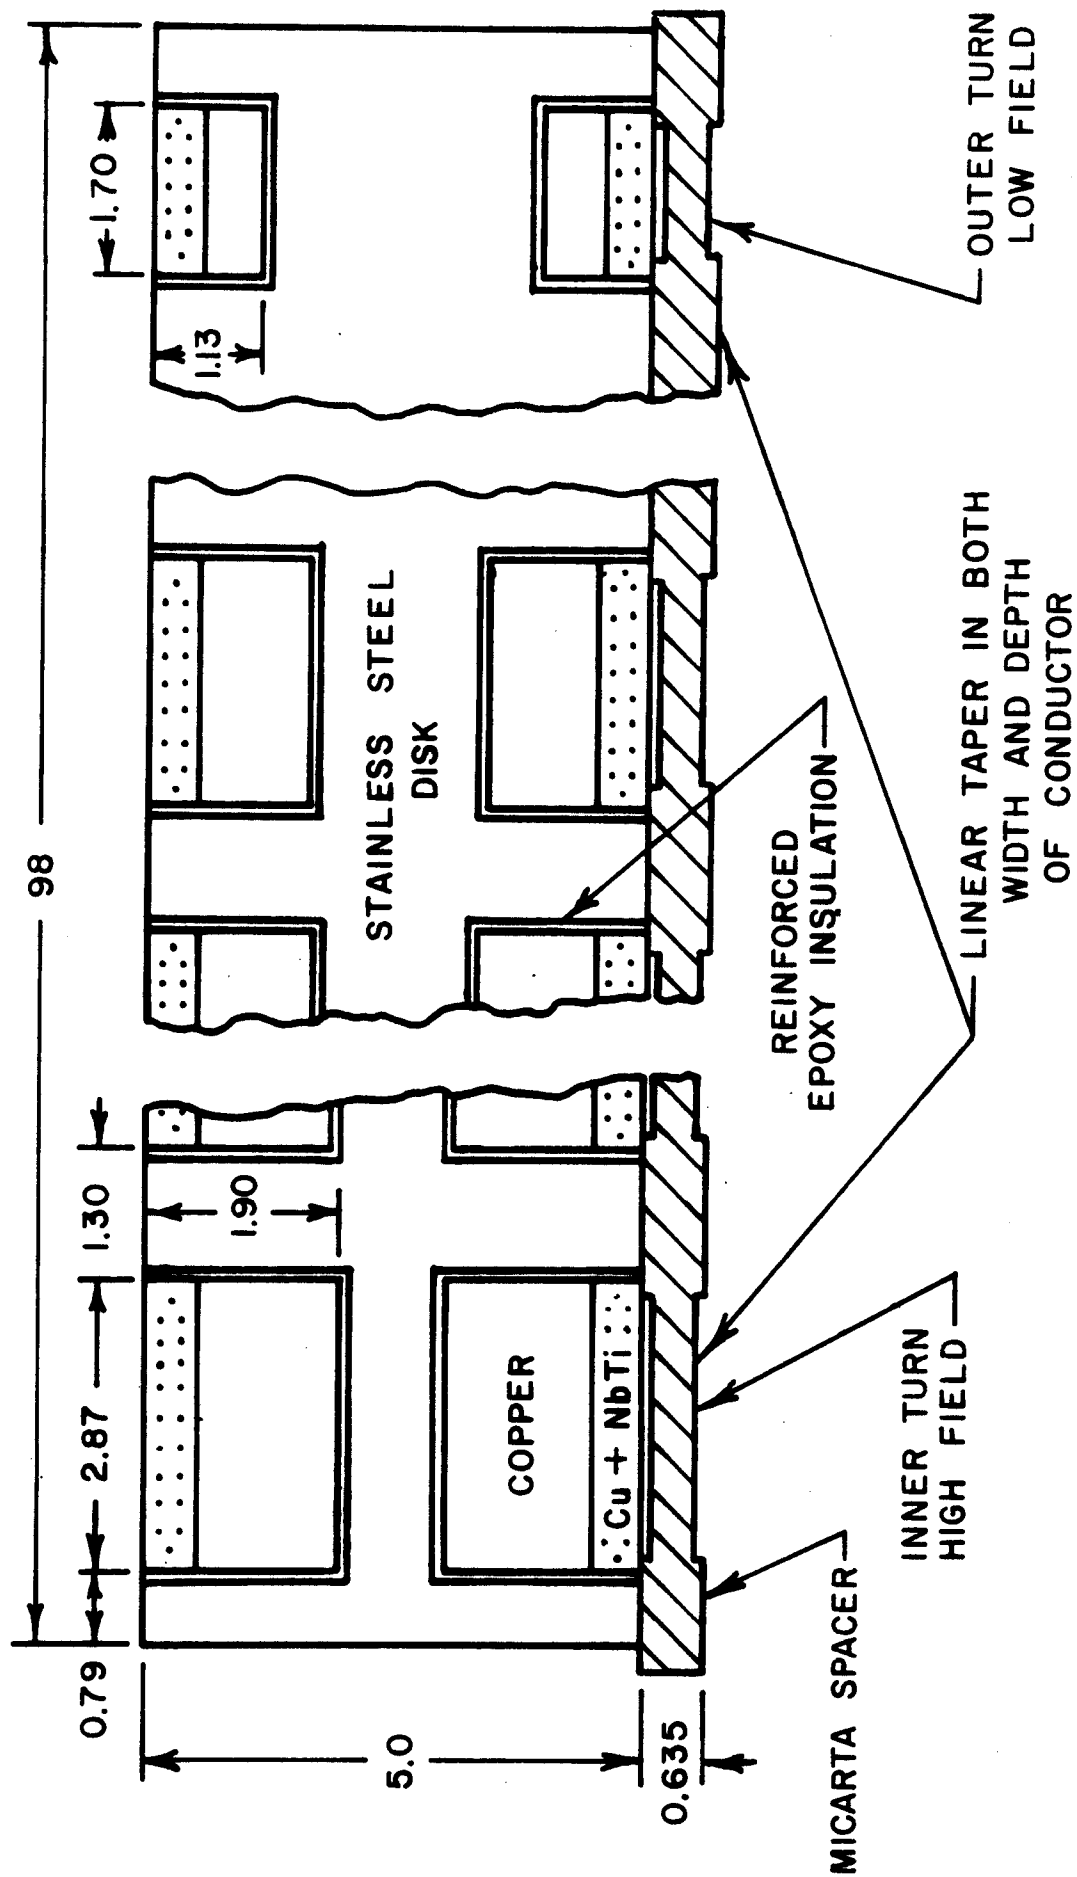 98
0.79
2.87
1.30
1.70
1.90
1.13
5.0
0.635
STAINLESS STEEL
DISK
COPPER
Cu + NbTi
REINFORCED
EPOXY INSULATION
MICARTA SPACER
INNER TURN
HIGH FIELD
LINEAR TAPER IN BOTH
WIDTH AND DEPTH
OF CONDUCTOR
OUTER TURN
LOW FIELD